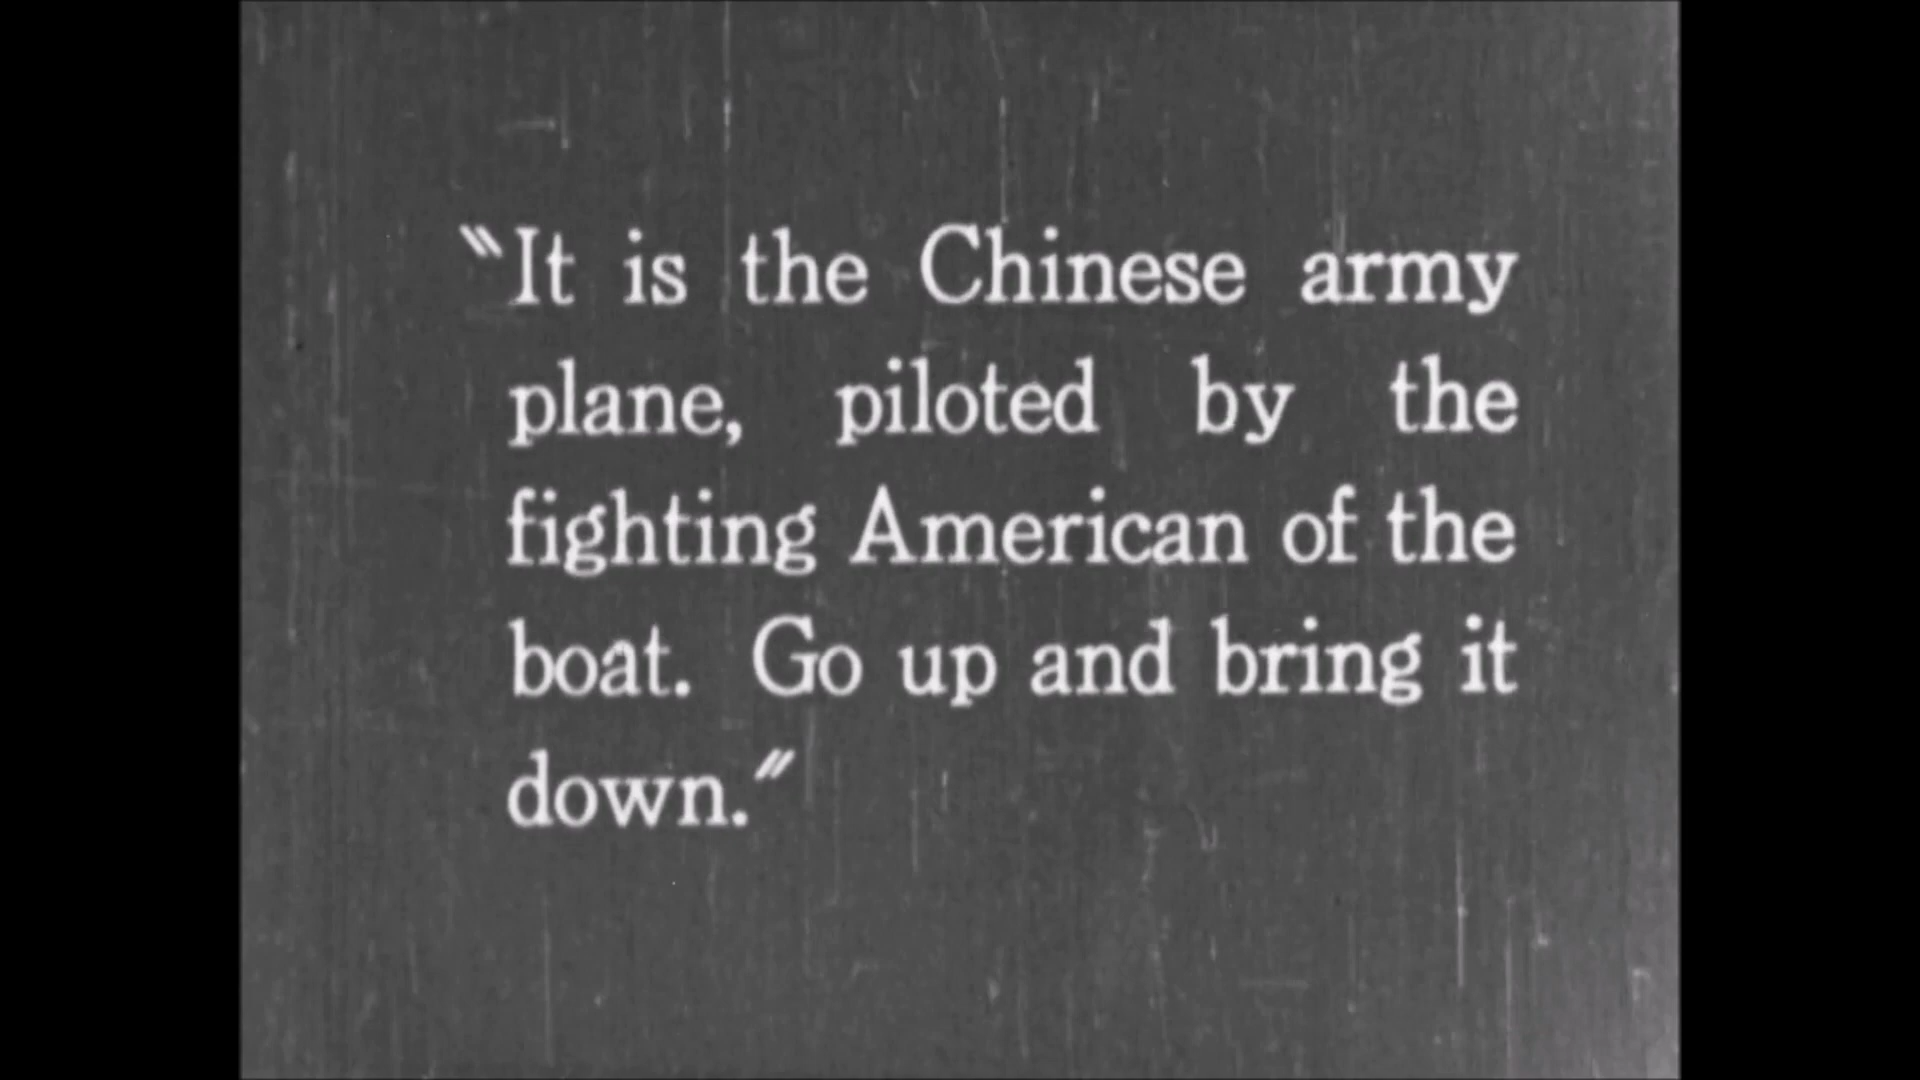 "It is the Chinese army
plane, piloted by the
fighting American of the
boat. Go up and bring it
down."